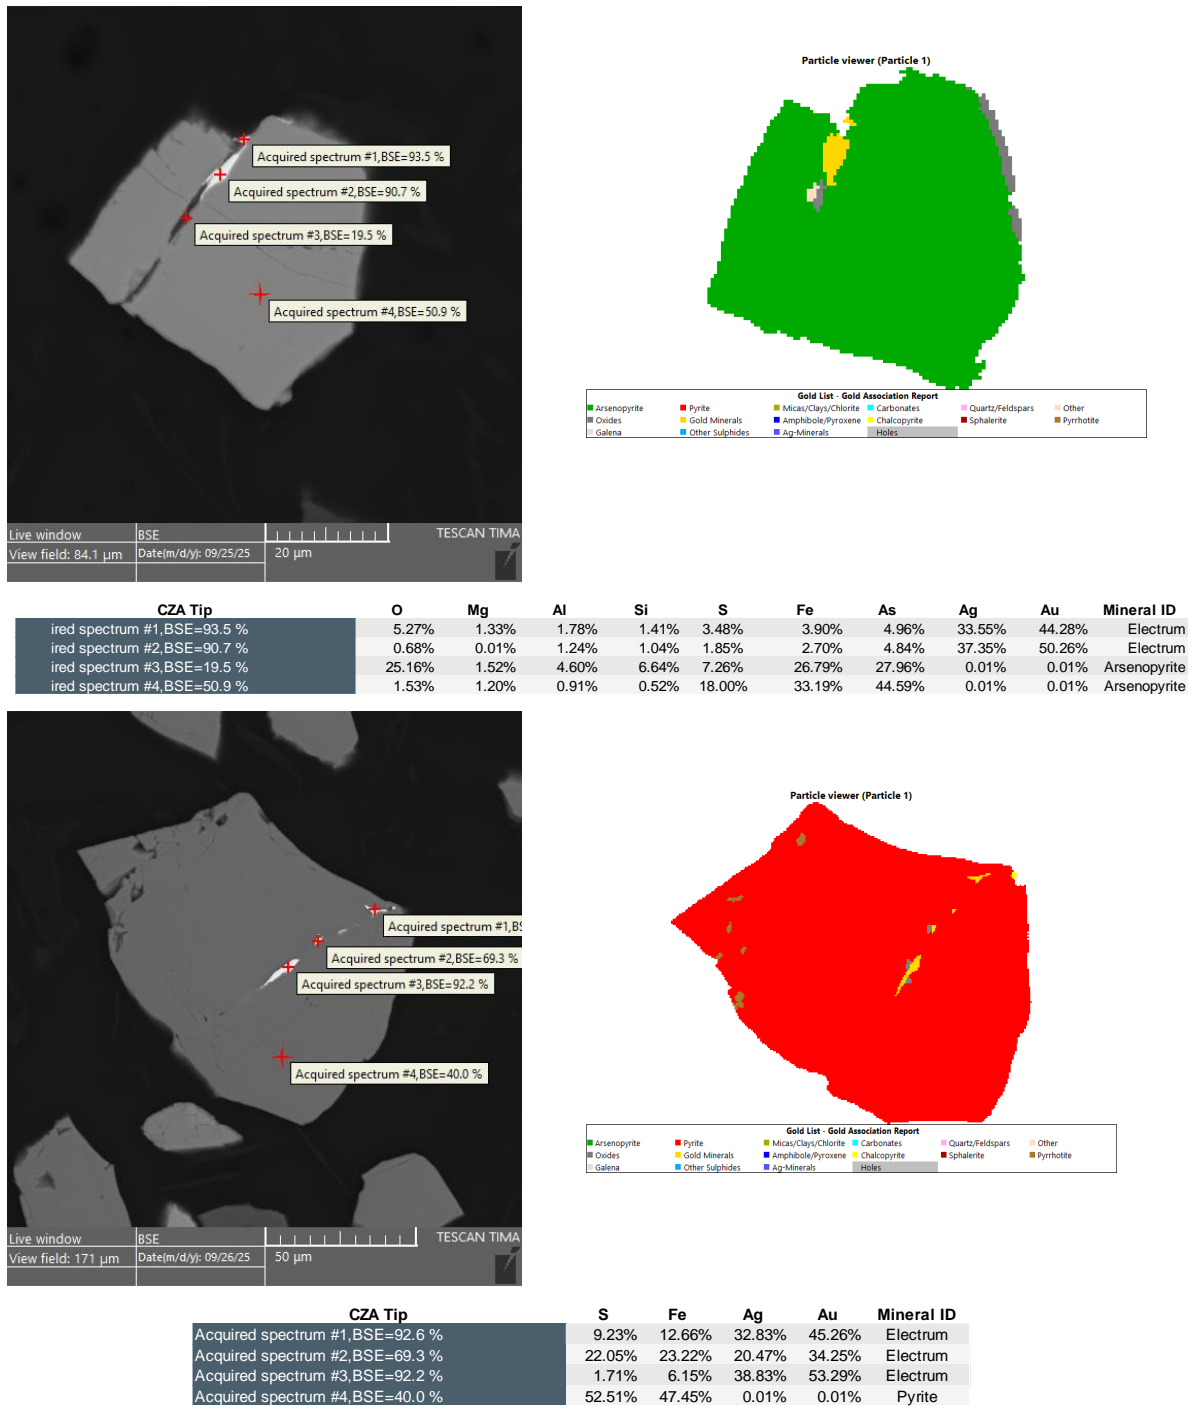 Acquired spectrum #1,BSE=93.5 %
Acquired spectrum #2,BSE=90.7 %
Acquired spectrum #3,BSE=19.5 %
Acquired spectrum #4,BSE=50.9 %
Live window BSE TESCAN TIMA
View field: 84.1 µm Date(m/d/y): 09/25/25 20 µm
Particle viewer (Particle 1)
Gold List - Gold Association Report
Arsenopyrite Pyrite Micas/Clays/Chlorite Carbonates Quartz/Feldspars Other
Oxides Gold Minerals Amphibole/Pyroxene Chalcopyrite Sphalerite Pyrrhotite
Galena Other Sulphides Ag-Minerals Holes
CZA Tip O Mg Al Si S Fe As Ag Au Mineral ID
ired spectrum #1,BSE=93.5 % 5.27% 1.33% 1.78% 1.41% 3.48% 3.90% 4.96% 33.55% 44.28% Electrum
ired spectrum #2,BSE=90.7 % 0.68% 0.01% 1.24% 1.04% 1.85% 2.70% 4.84% 37.35% 50.26% Electrum
ired spectrum #3,BSE=19.5 % 25.16% 1.52% 4.60% 6.64% 7.26% 26.79% 27.96% 0.01% 0.01% Arsenopyrite
ired spectrum #4,BSE=50.9 % 1.53% 1.20% 0.91% 0.52% 18.00% 33.19% 44.59% 0.01% 0.01% Arsenopyrite
Acquired spectrum #1,BS
Acquired spectrum #2,BSE=69.3 %
Acquired spectrum #3,BSE=92.2 %
Acquired spectrum #4,BSE=40.0 %
Live window BSE TESCAN TIMA
View field: 171 µm Date(m/d/y): 09/26/25 50 µm
Particle viewer (Particle 1)
Gold List - Gold Association Report
Arsenopyrite Pyrite Micas/Clays/Chlorite Carbonates Quartz/Feldspars Other
Oxides Gold Minerals Amphibole/Pyroxene Chalcopyrite Sphalerite Pyrrhotite
Galena Other Sulphides Ag-Minerals Holes
CZA Tip S Fe Ag Au Mineral ID
Acquired spectrum #1,BSE=92.6 % 9.23% 12.66% 32.83% 45.26% Electrum
Acquired spectrum #2,BSE=69.3 % 22.05% 23.22% 20.47% 34.25% Electrum
Acquired spectrum #3,BSE=92.2 % 1.71% 6.15% 38.83% 53.29% Electrum
Acquired spectrum #4,BSE=40.0 % 52.51% 47.45% 0.01% 0.01% Pyrite